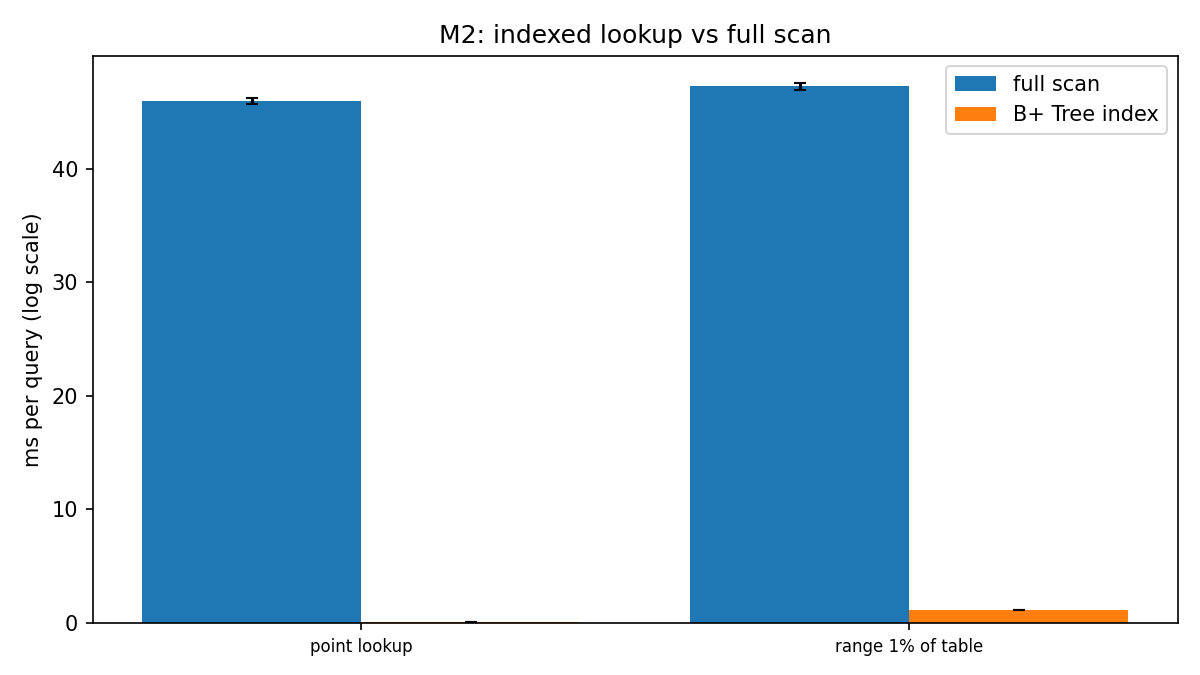 M2: indexed lookup vs full scan
full scan
B+ Tree index
ms per query (log scale)
40
30
20
10
0
point lookup
range 1% of table